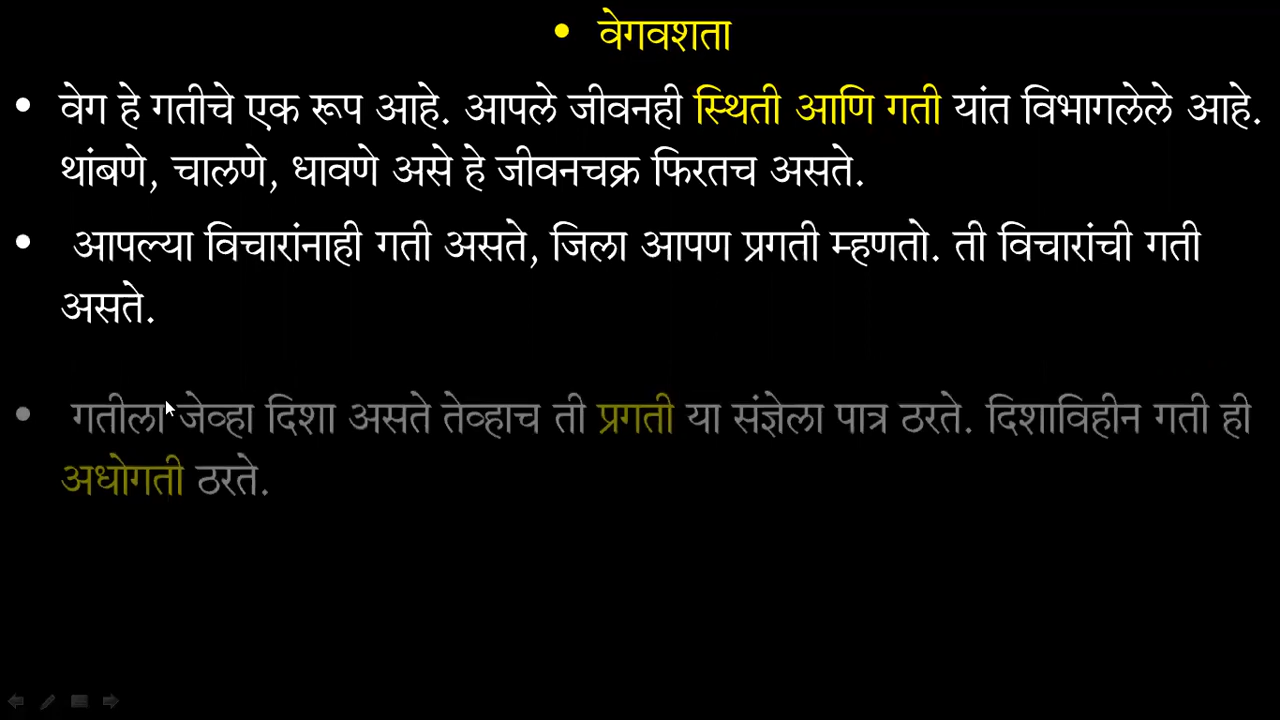 • वेगवशता
• वेग हे गतीचे एक रूप आहे. आपले जीवनही स्थिती आणि गती यांत विभागलेले आहे.
थांबणे, चालणे, धावणे असे हे जीवनचक्र फिरतच असते.
• आपल्या विचारांनाही गती असते, जिला आपण प्रगती म्हणतो. ती विचारांची गती
असते.
• गतीला जेव्हा दिशा असते तेव्हाच ती प्रगती या संज्ञेला पात्र ठरते. दिशाविहीन गती ही
अधोगती ठरते.